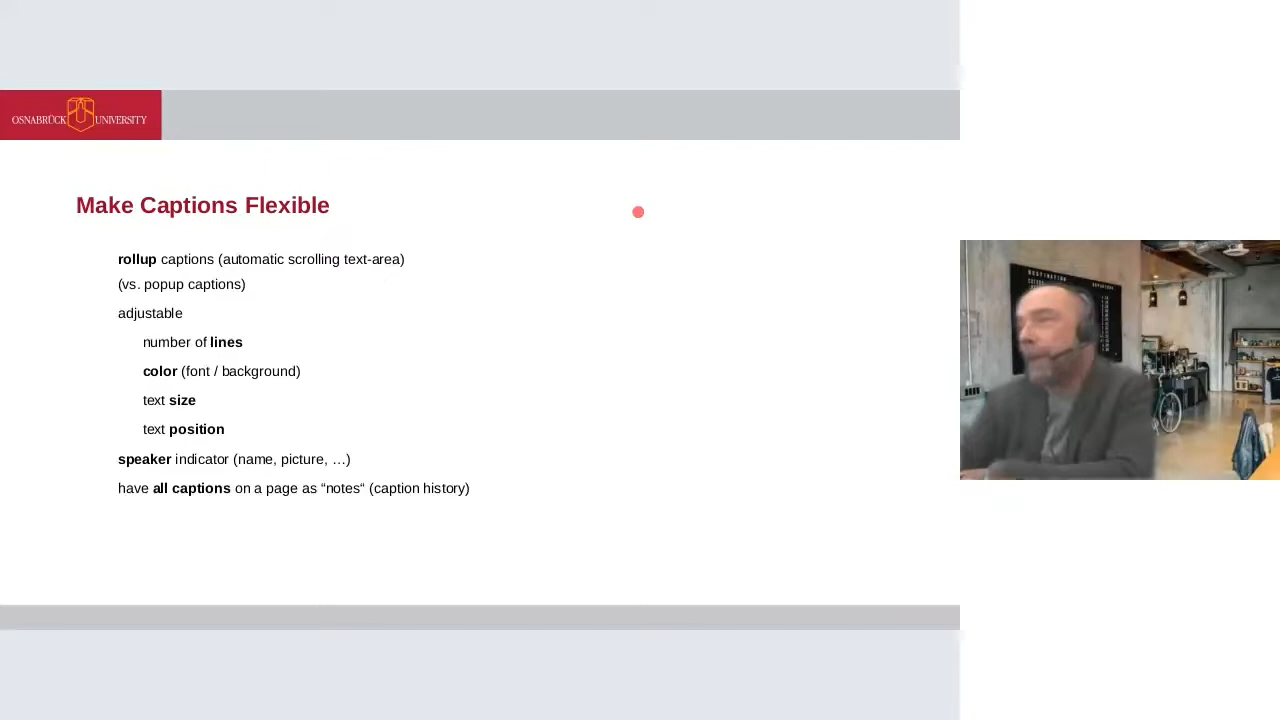 OSNABRÜCK UNIVERSITY
Make Captions Flexible
rollup captions (automatic scrolling text-area)
(vs. popup captions)
adjustable
number of lines
color (font / background)
text size
text position
speaker indicator (name, picture, …)
have all captions on a page as “notes“ (caption history)